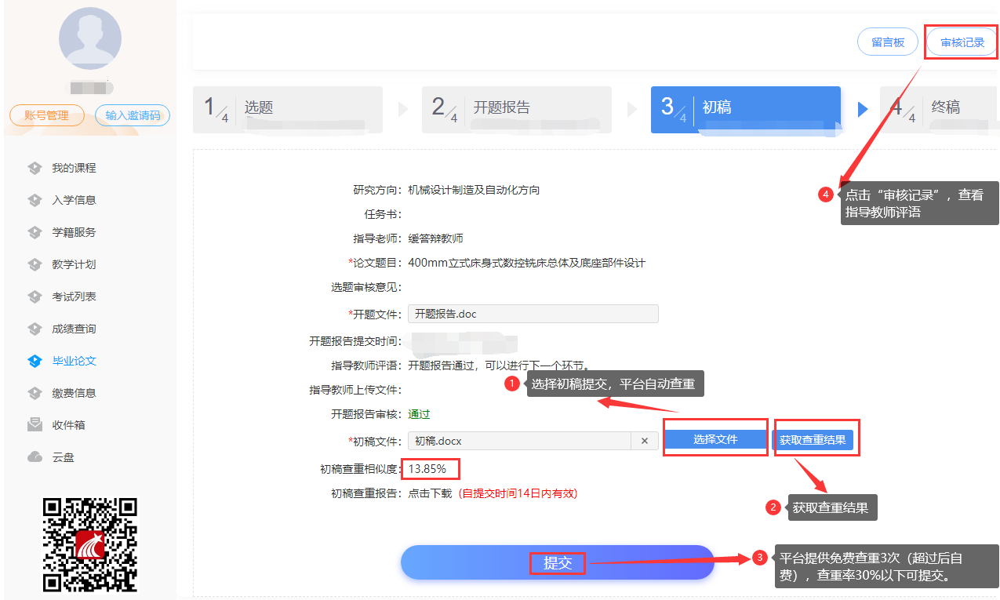 账号管理
输入邀请码
我的课程
入学信息
学籍服务
教学计划
考试列表
成绩查询
毕业论文
缴费信息
收件箱
云盘
留言板
审核记录
1/4 选题
2/4 开题报告
3/4 初稿
4/4 终稿
4 点击“审核记录”，查看
指导教师评语
研究方向：机械设计制造及自动化方向
任务书：
指导老师：缓答辩教师
*论文题目：400mm立式床身式数控铣床总体及底座部件设计
选题审核意见：
*开题文件：开题报告.doc
开题报告提交时间：
指导教师评语：开题报告通过，可以进行下一个环节。
1 选择初稿提交，平台自动查重
指导教师上传文件：
开题报告审核：通过
*初稿文件：初稿.docx × 选择文件 获取查重结果
初稿查重相似度：13.85%
初稿查重报告：点击下载（自提交时间14日内有效）
2 获取查重结果
提交
3 平台提供免费查重3次（超过后自
费），查重率30%以下可提交。